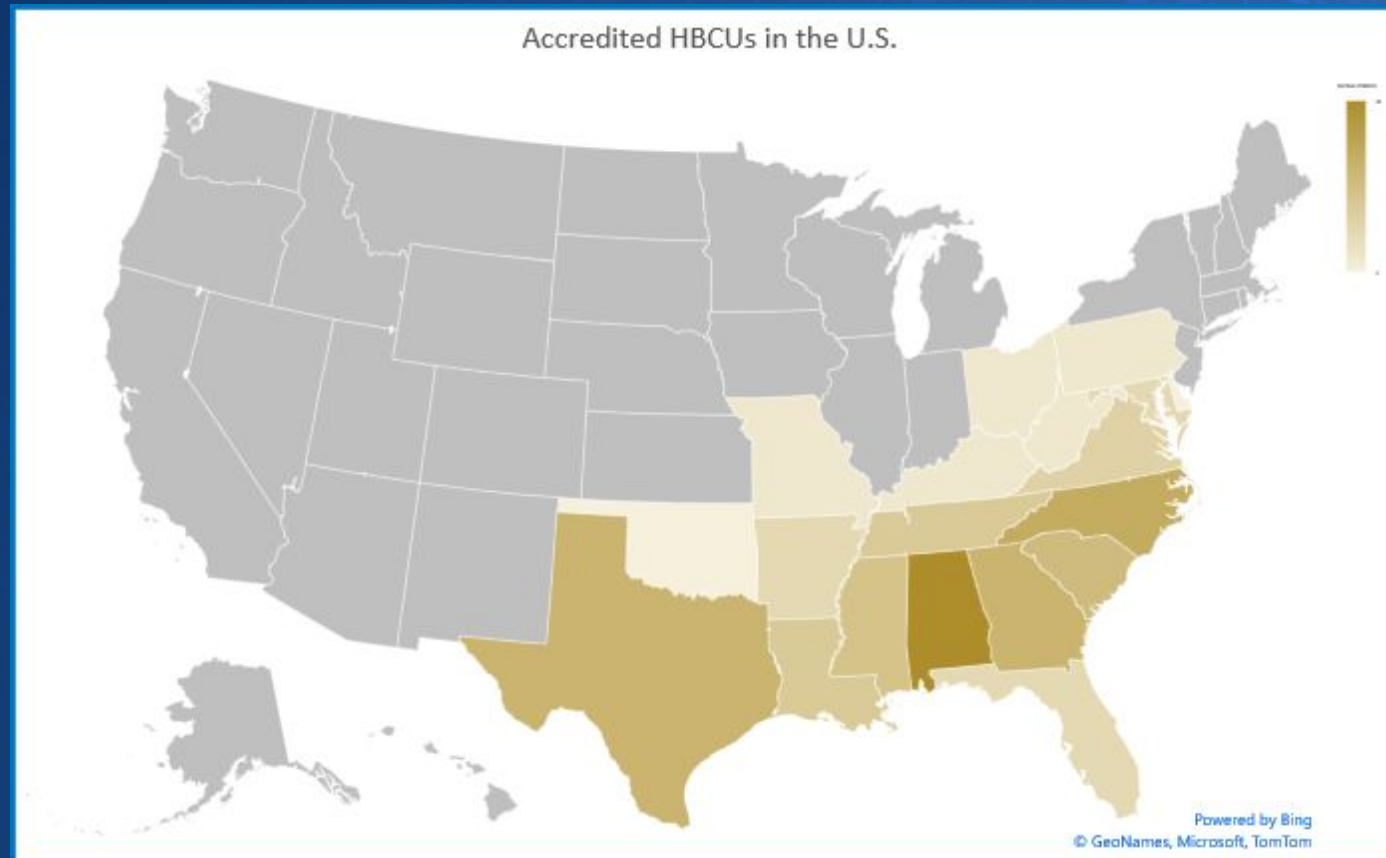 Accredited HBCUs in the U.S.
Powered by Bing
© GeoNames, Microsoft, TomTom